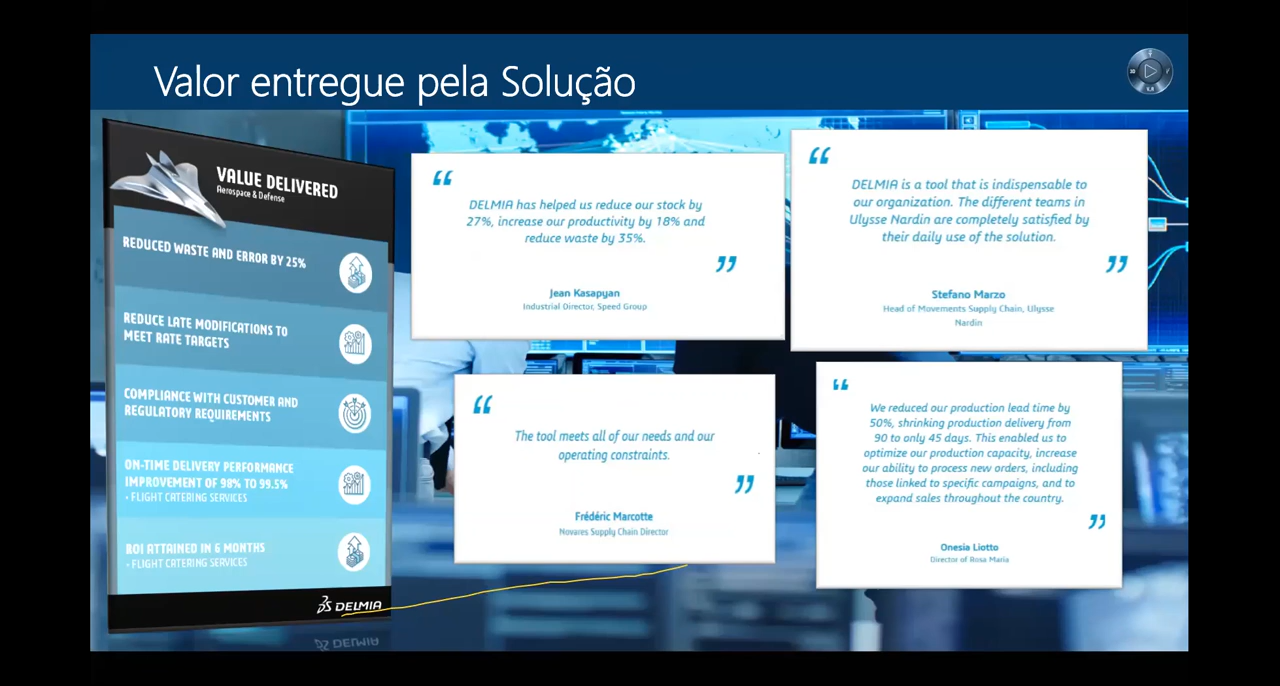 Valor entregue pela Solução
VALUE DELIVERED
Aerospace & Defense
REDUCED WASTE AND ERROR BY 25%
REDUCE LATE MODIFICATIONS TO
MEET RATE TARGETS
COMPLIANCE WITH CUSTOMER AND
REGULATORY REQUIREMENTS
ON-TIME DELIVERY PERFORMANCE
IMPROVEMENT OF 98% TO 99.5%
• FLIGHT CATERING SERVICES
ROI ATTAINED IN 6 MONTHS
• FLIGHT CATERING SERVICES
DELMIA
“
DELMIA has helped us reduce our stock by
27%, increase our productivity by 18% and
reduce waste by 35%.
”
Jean Kasapyan
Industrial Director, Speed Group
“
DELMIA is a tool that is indispensable to
our organization. The different teams in
Ulysse Nardin are completely satisfied by
their daily use of the solution.
”
Stefano Marzo
Head of Movements Supply Chain, Ulysse
Nardin
“
The tool meets all of our needs and our
operating constraints.
”
Frédéric Marcotte
Novares Supply Chain Director
“
We reduced our production lead time by
50%, shrinking production delivery from
90 to only 45 days. This enabled us to
optimize our production capacity, increase
our ability to process new orders, including
those linked to specific campaigns, and to
expand sales throughout the country.
”
Onesia Liotto
Director of Rosa Maria